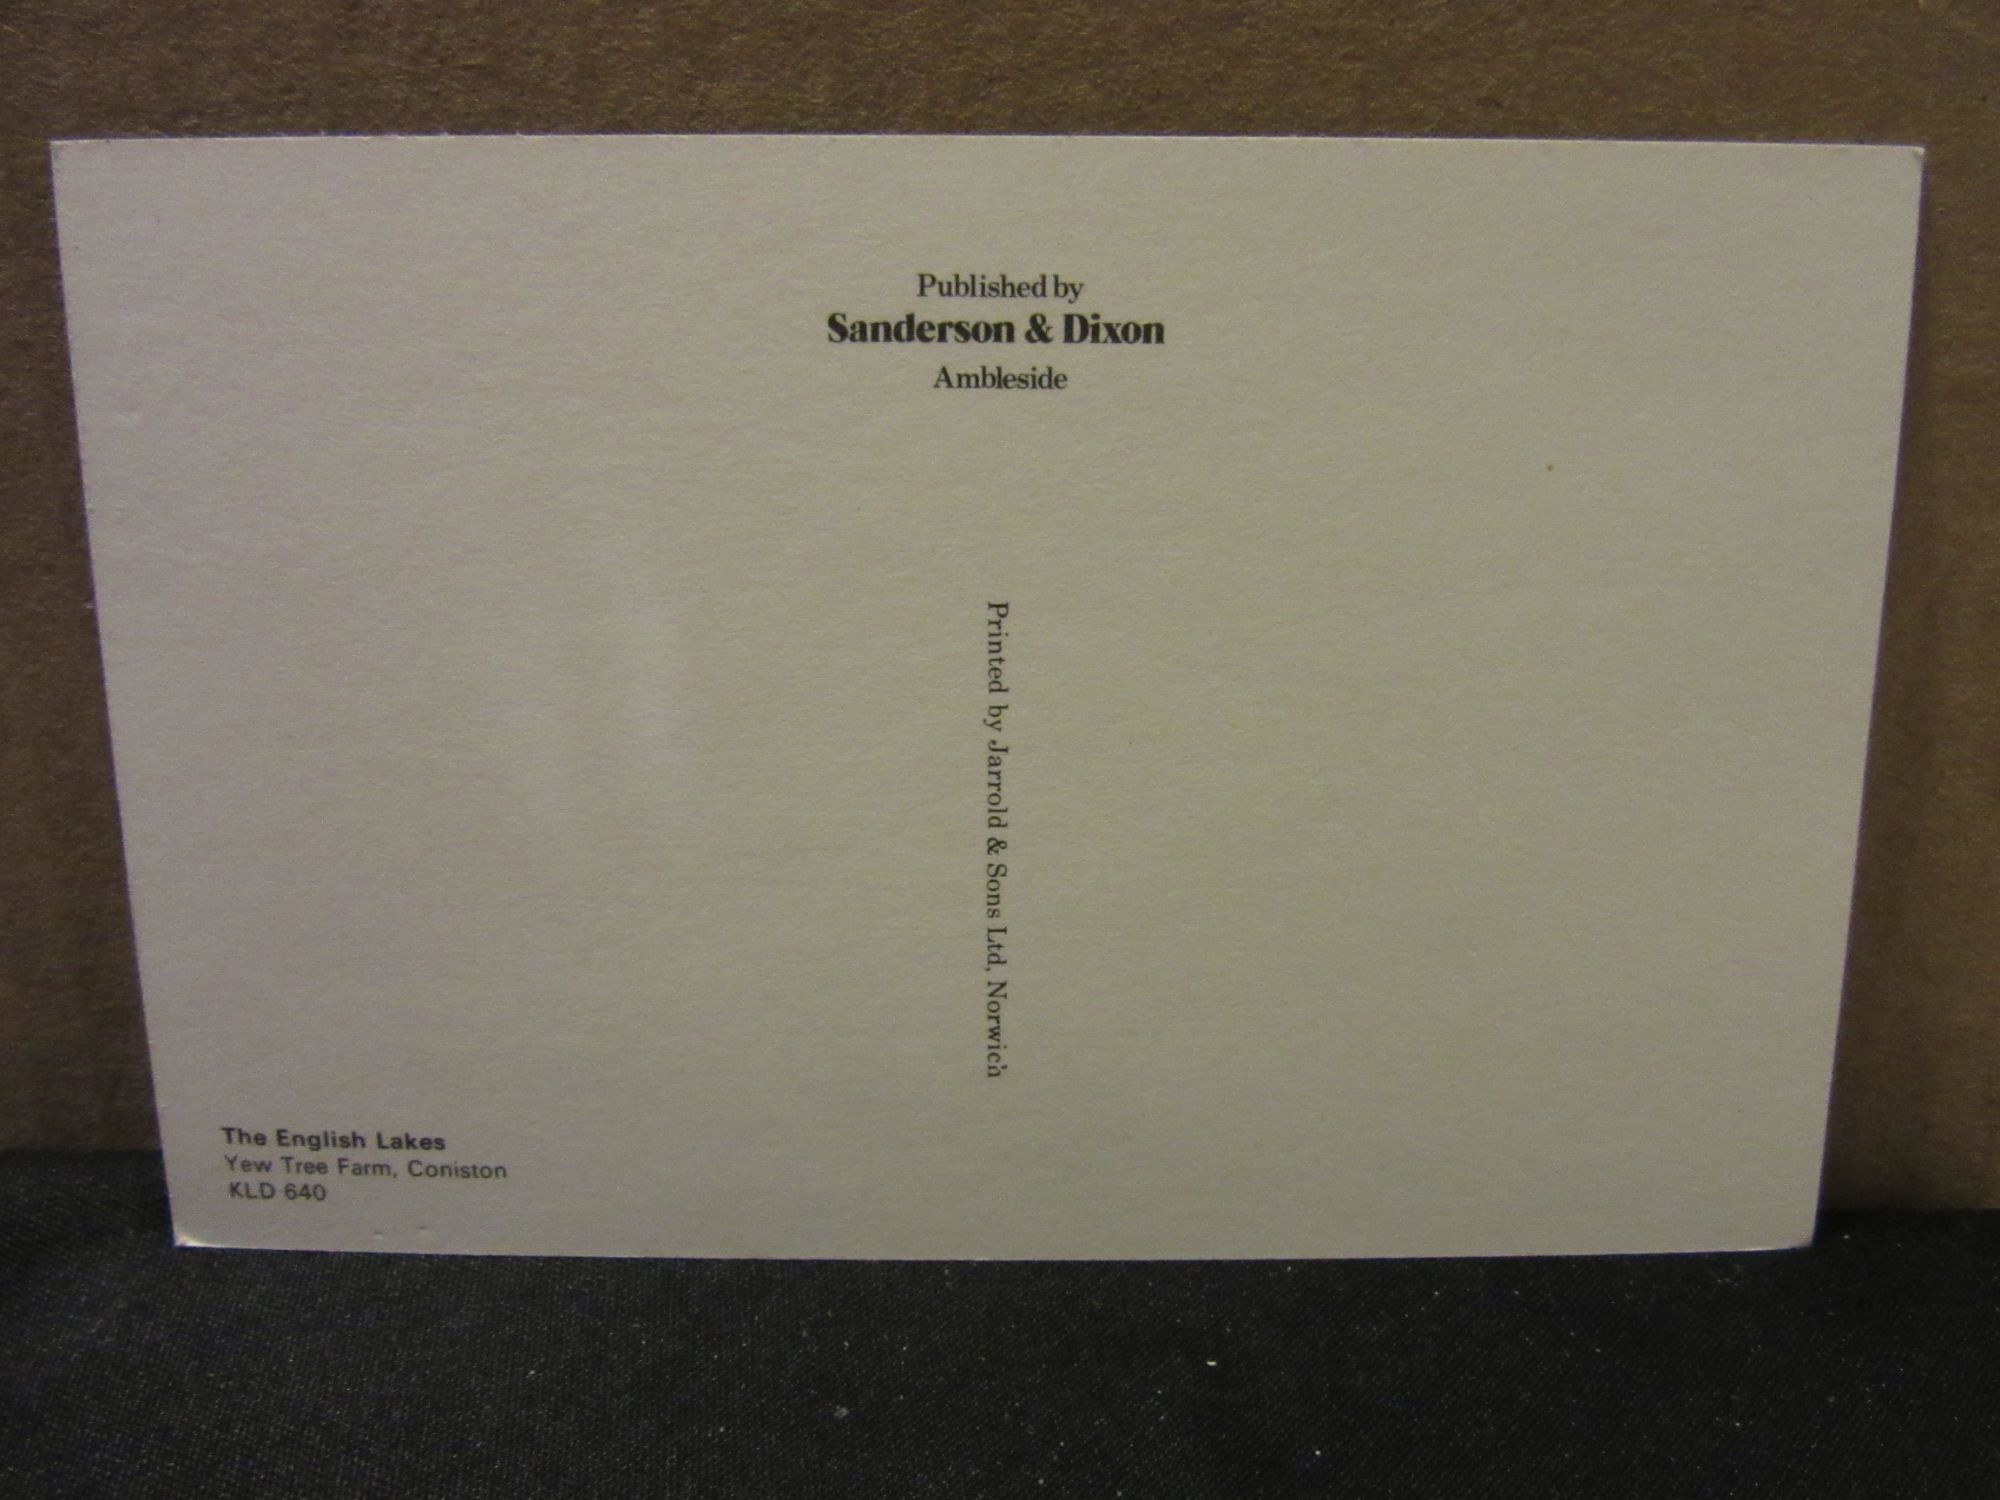 Published by
Sanderson & Dixon
Ambleside
Printed by Jarrold & Sons Ltd, Norwich
The English Lakes
Yew Tree Farm, Coniston
KLD 640